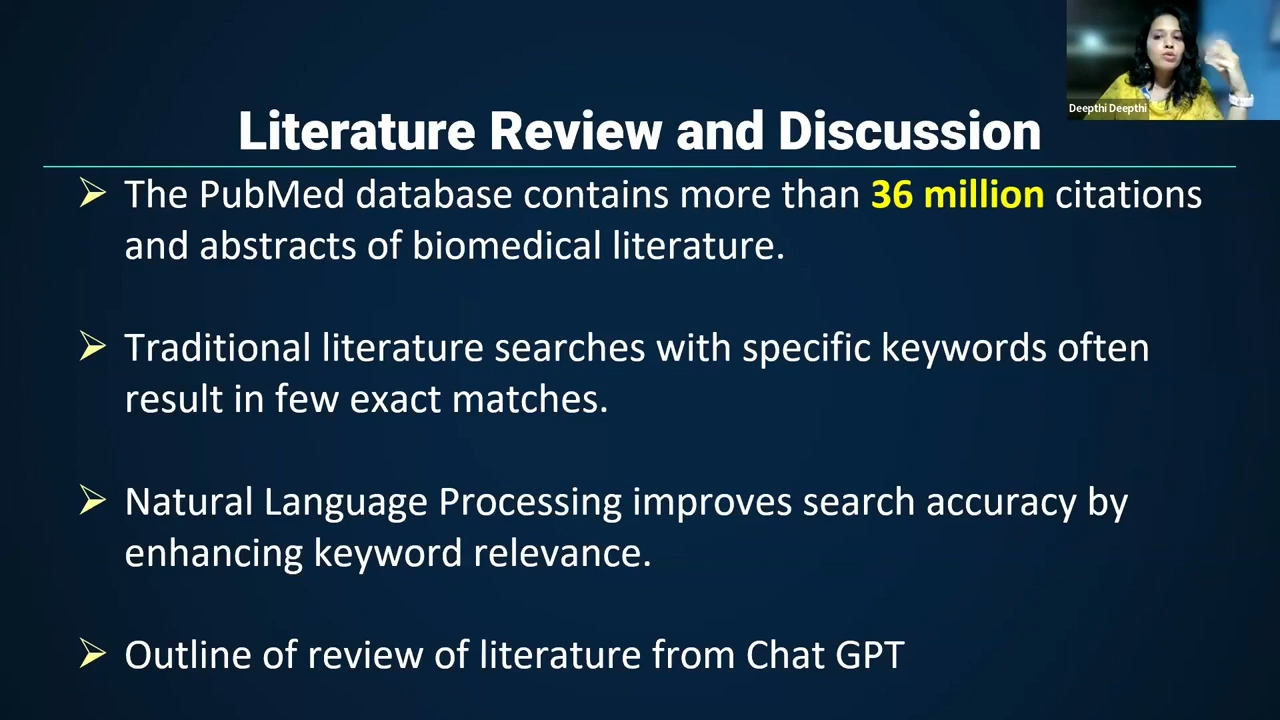 Deepthi Deepthi
Literature Review and Discussion
➢ The PubMed database contains more than 36 million citations
and abstracts of biomedical literature.
➢ Traditional literature searches with specific keywords often
result in few exact matches.
➢ Natural Language Processing improves search accuracy by
enhancing keyword relevance.
➢ Outline of review of literature from Chat GPT